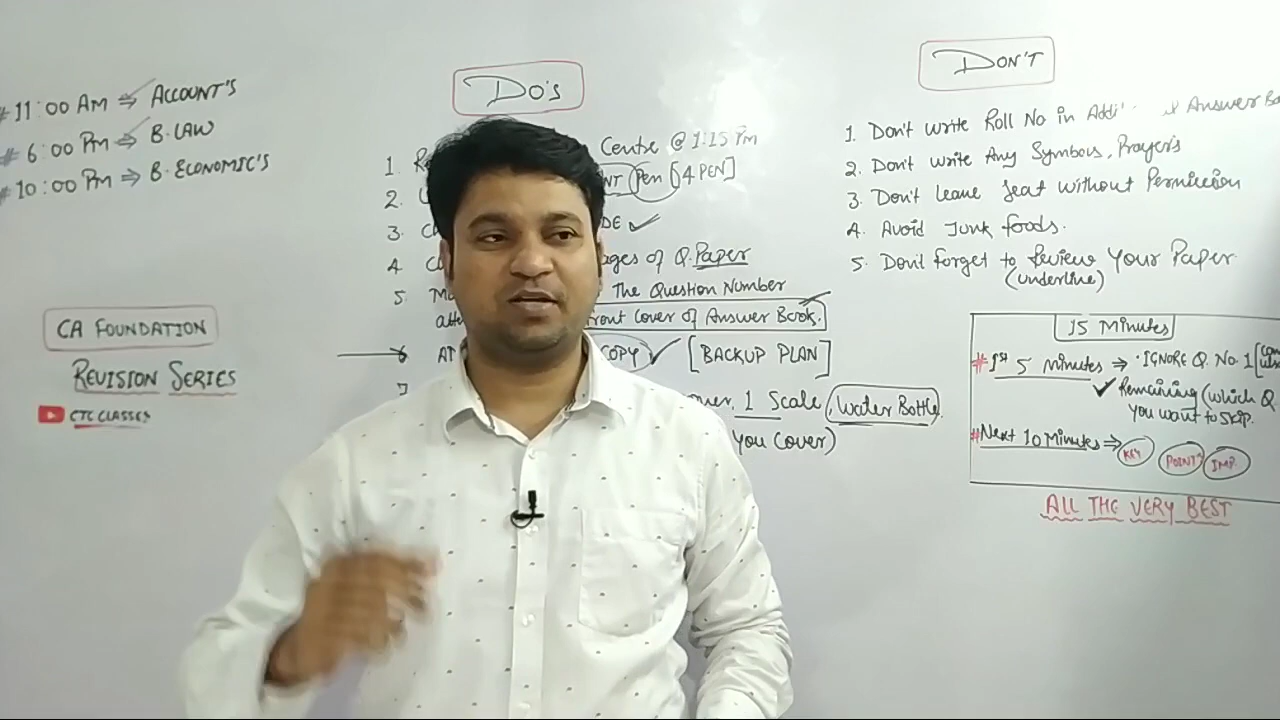 # 11:00 AM ⇒ ACCOUNT'S
# 6:00 PM ⇒ B. LAW
# 10:00 PM ⇒ B. ECONOMIC'S
CA FOUNDATION
REVISION SERIES
CTC CLASSES
DO'S
1. Centre @ 1:15 PM
2. Pen [4 PEN]
3.
4. Pages of Q. Paper
5. The Question Number
Front Cover of Answer Book.
COPY [BACKUP PLAN]
1 Scale, Water Bottle.
You Cover)
DON'T
1. Don't write Roll No in Answer
2. Don't write Any Symbols, Prayer's
3. Don't leave seat without Permission
4. Avoid Junk foods.
5. Don't forget to Review Your Paper
(underline)
15 Minutes
# 1st 5 minutes ⇒ IGNORE Q. No. 1
Remaining (which Q
You want to skip.
# Next 10 Minutes ⇒ KEY POINT'S IMP.
ALL THE VERY BEST